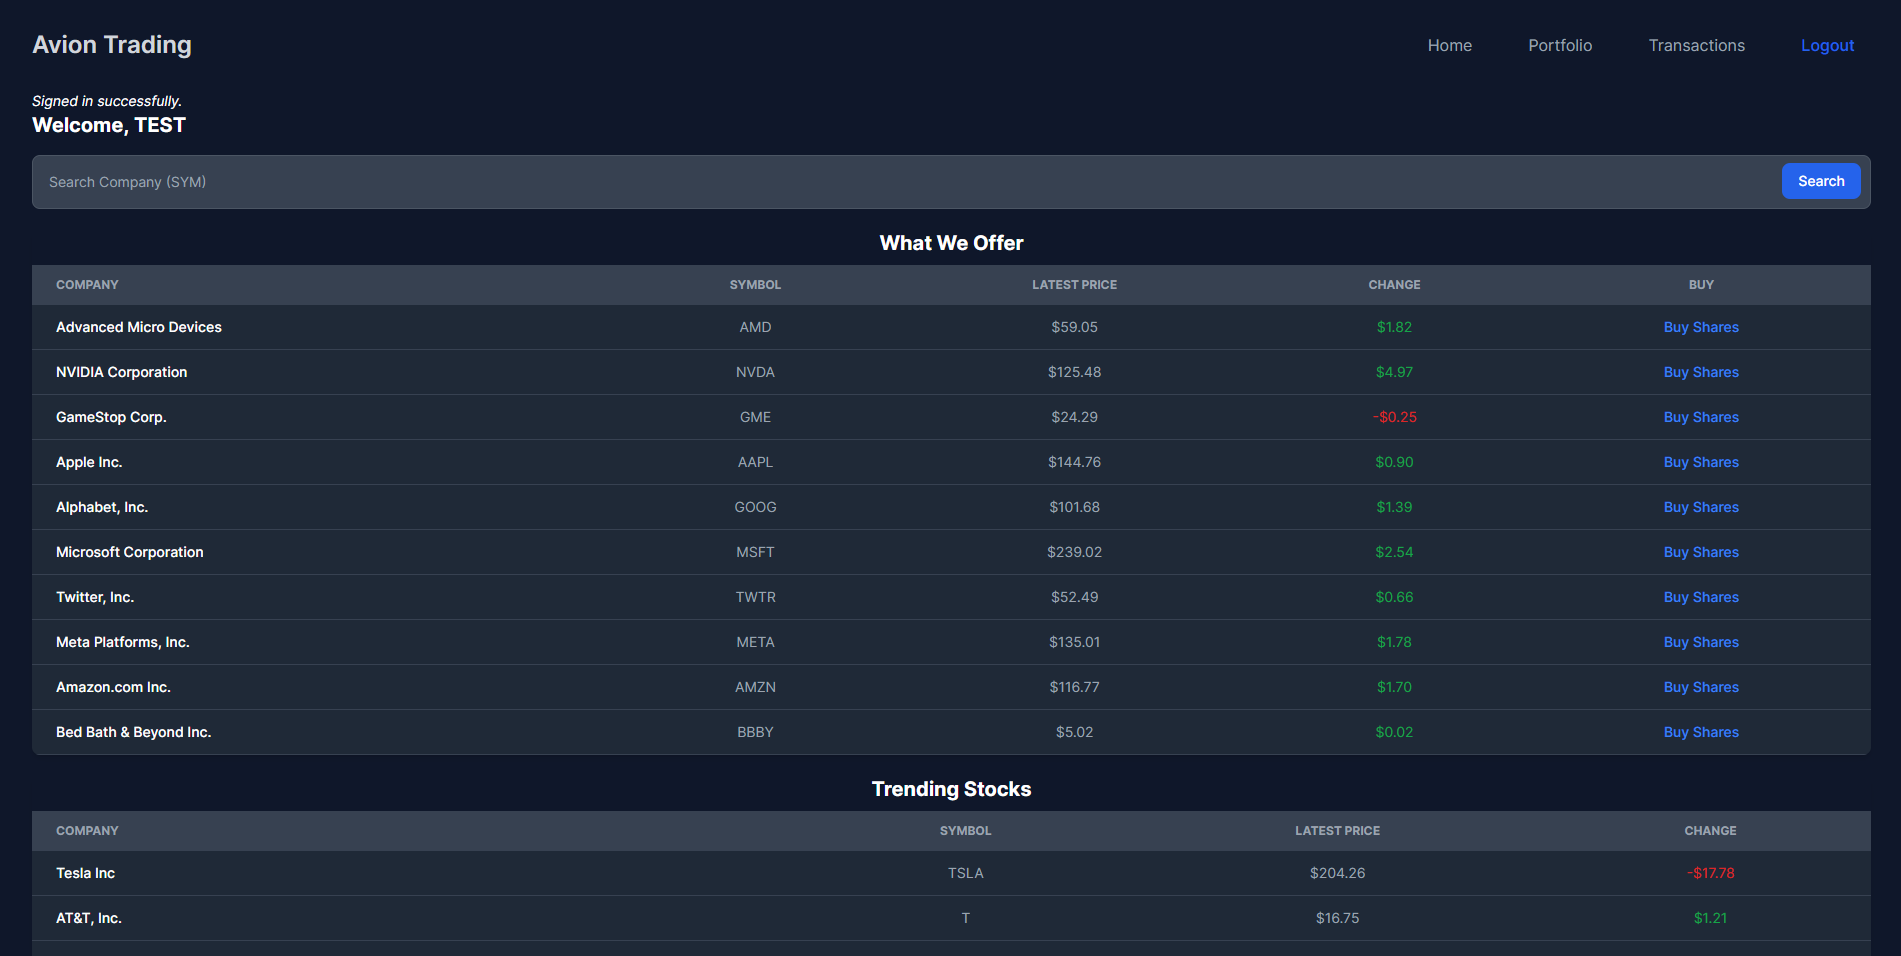 Avion Trading Home Portfolio Transactions Logout
Signed in successfully.
Welcome, TEST
Search Company (SYM) Search
What We Offer
COMPANY SYMBOL LATEST PRICE CHANGE BUY
Advanced Micro Devices AMD $59.05 $1.82 Buy Shares
NVIDIA Corporation NVDA $125.48 $4.97 Buy Shares
GameStop Corp. GME $24.29 -$0.25 Buy Shares
Apple Inc. AAPL $144.76 $0.90 Buy Shares
Alphabet, Inc. GOOG $101.68 $1.39 Buy Shares
Microsoft Corporation MSFT $239.02 $2.54 Buy Shares
Twitter, Inc. TWTR $52.49 $0.66 Buy Shares
Meta Platforms, Inc. META $135.01 $1.78 Buy Shares
Amazon.com Inc. AMZN $116.77 $1.70 Buy Shares
Bed Bath & Beyond Inc. BBBY $5.02 $0.02 Buy Shares
Trending Stocks
COMPANY SYMBOL LATEST PRICE CHANGE
Tesla Inc TSLA $204.26 -$17.78
AT&T, Inc. T $16.75 $1.21